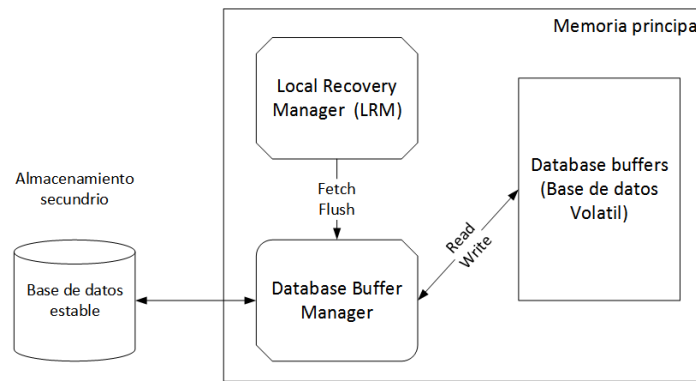 Memoria principal
Local Recovery
Manager (LRM)
Database buffers
(Base de datos
Volatil)
Fetch
Flush
Almacenamiento
secundrio
Read
Write
Base de datos
estable
Database Buffer
Manager